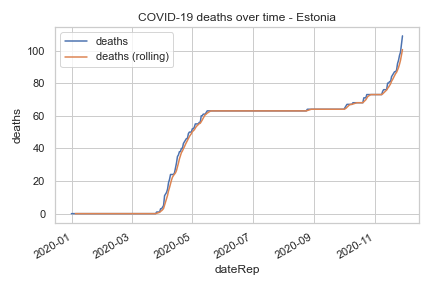 COVID-19 deaths over time - Estonia
deaths
deaths (rolling)
100
80
60
40
20
0
deaths
2020-01
2020-03
2020-05
2020-07
2020-09
2020-11
dateRep